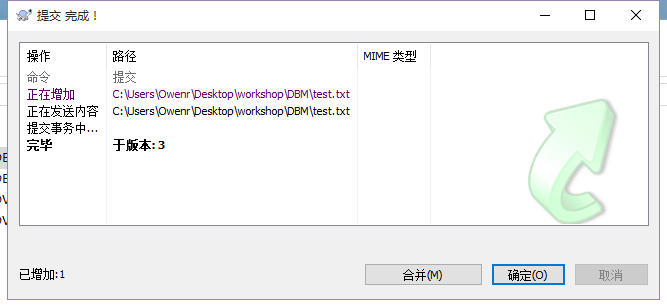 提交 完成！
操作 路径 MIME 类型
命令 提交
正在增加 C:\Users\Owenr\Desktop\workshop\DBM\test.txt
正在发送内容 C:\Users\Owenr\Desktop\workshop\DBM\test.txt
提交事务中...
完毕 于版本: 3
已增加:1 合并(M) 确定(O) 取消